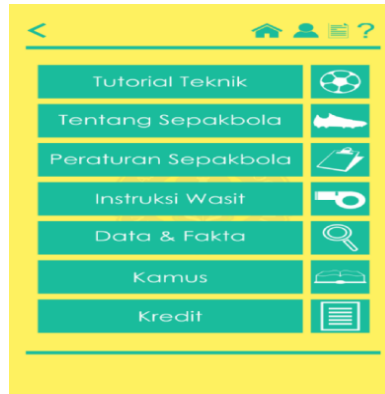 < ?
Tutorial Teknik
Tentang Sepakbola
Peraturan Sepakbola
Instruksi Wasit
Data & Fakta
Kamus
Kredit